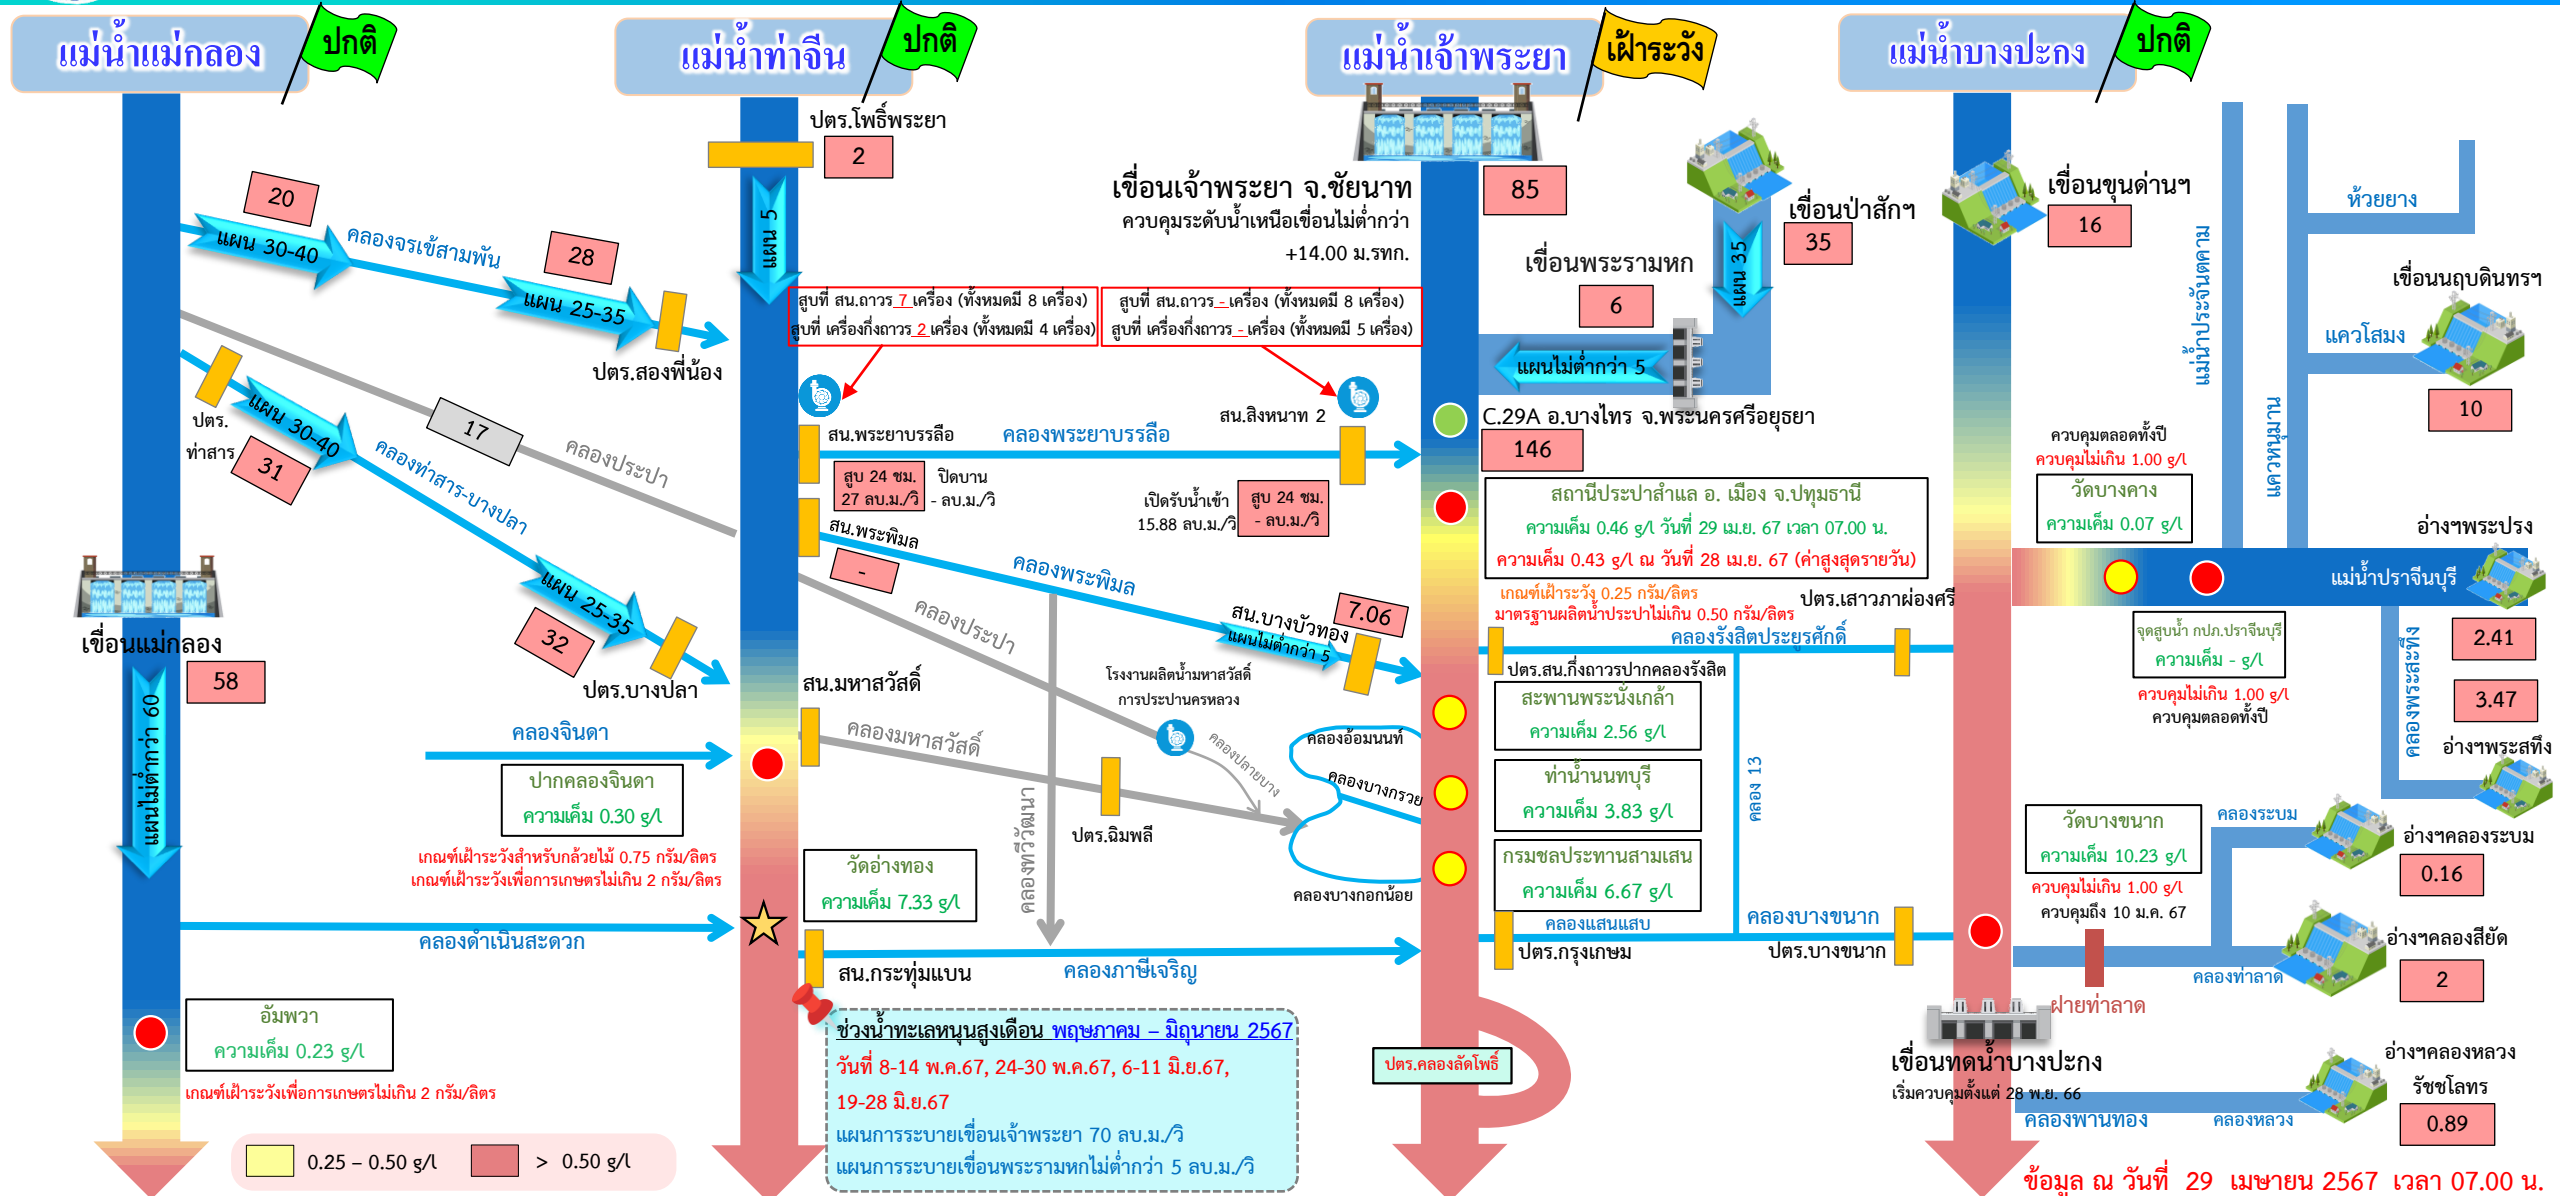 แม่น้ำแม่กลอง
ปกติ
แม่น้ำท่าจีน
ปกติ
แม่น้ำเจ้าพระยา
เฝ้าระวัง
แม่น้ำบางปะกง
ปกติ
20
แผน 30-40
คลองจรเข้สามพัน
28
แผน 25-35
ปตร.สองพี่น้อง
ปตร.
ท่าสาร
แผน 30-40
31
คลองท่าสาร-บางปลา
17
คลองประปา
แผน 25-35
32
ปตร.บางปลา
เขื่อนแม่กลอง
58
แผนไม่ต่ำกว่า 60
คลองจินดา
ปากคลองจินดา
ความเค็ม 0.30 g/l
เกณฑ์เฝ้าระวังสำหรับกล้วยไม้ 0.75 กรัม/ลิตร
เกณฑ์เฝ้าระวังเพื่อการเกษตรไม่เกิน 2 กรัม/ลิตร
คลองดำเนินสะดวก
อัมพวา
ความเค็ม 0.23 g/l
เกณฑ์เฝ้าระวังเพื่อการเกษตรไม่เกิน 2 กรัม/ลิตร
0.25 – 0.50 g/l
> 0.50 g/l
ปตร.โพธิ์พระยา
2
แผน 5
สูบที่ สน.ถาวร 7 เครื่อง (ทั้งหมดมี 8 เครื่อง)
สูบที่ เครื่องกึ่งถาวร 2 เครื่อง (ทั้งหมดมี 4 เครื่อง)
สูบที่ สน.ถาวร - เครื่อง (ทั้งหมดมี 8 เครื่อง)
สูบที่ เครื่องกึ่งถาวร - เครื่อง (ทั้งหมดมี 5 เครื่อง)
สน.พระยาบรรลือ
คลองพระยาบรรลือ
สน.สิงหนาท 2
สูบ 24 ชม.
27 ลบ.ม./วิ
ปิดบาน
- ลบ.ม./วิ
เปิดรับน้ำเข้า
15.88 ลบ.ม./วิ
สูบ 24 ชม.
- ลบ.ม./วิ
สน.พระพิมล
-
คลองพระพิมล
สน.บางบัวทอง
7.06
แผนไม่ต่ำกว่า 5
คลองประปา
โรงงานผลิตน้ำมหาสวัสดิ์
การประปานครหลวง
สน.มหาสวัสดิ์
คลองมหาสวัสดิ์
คลองปลายบาง
ปตร.ฉิมพลี
คลองทวีวัฒนา
คลองอ้อมนนท์
คลองบางกรวย
คลองบางกอกน้อย
วัดอ่างทอง
ความเค็ม 7.33 g/l
สน.กระทุ่มแบน
คลองภาษีเจริญ
ช่วงน้ำทะเลหนุนสูงเดือน พฤษภาคม – มิถุนายน 2567
วันที่ 8-14 พ.ค.67, 24-30 พ.ค.67, 6-11 มิ.ย.67,
19-28 มิ.ย.67
แผนการระบายเขื่อนเจ้าพระยา 70 ลบ.ม./วิ
แผนการระบายเขื่อนพระรามหกไม่ต่ำกว่า 5 ลบ.ม./วิ
เขื่อนเจ้าพระยา จ.ชัยนาท
85
ควบคุมระดับน้ำเหนือเขื่อนไม่ต่ำกว่า
+14.00 ม.รทก.
เขื่อนป่าสักฯ
35
แผน 35
เขื่อนพระรามหก
6
แผนไม่ต่ำกว่า 5
C.29A อ.บางไทร จ.พระนครศรีอยุธยา
146
สถานีประปาสำแล อ. เมือง จ.ปทุมธานี
ความเค็ม 0.46 g/l วันที่ 29 เม.ย. 67 เวลา 07.00 น.
ความเค็ม 0.43 g/l ณ วันที่ 28 เม.ย. 67 (ค่าสูงสุดรายวัน)
เกณฑ์เฝ้าระวัง 0.25 กรัม/ลิตร
มาตรฐานผลิตน้ำประปาไม่เกิน 0.50 กรัม/ลิตร
ปตร.เสาวภาผ่องศรี
คลองรังสิตประยูรศักดิ์
ปตร.สน.กึ่งถาวรปากคลองรังสิต
สะพานพระนั่งเกล้า
ความเค็ม 2.56 g/l
ท่าน้ำนนทบุรี
ความเค็ม 3.83 g/l
กรมชลประทานสามเสน
ความเค็ม 6.67 g/l
คลอง 13
คลองแสนแสบ
คลองบางขนาก
ปตร.กรุงเกษม
ปตร.บางขนาก
ปตร.คลองลัดโพธิ์
เขื่อนขุนด่านฯ
16
แม่น้ำประจันตคาม
แควหนุมาน
ห้วยยาง
เขื่อนนฤบดินทรฯ
แควโสมง
10
ควบคุมตลอดทั้งปี
ควบคุมไม่เกิน 1.00 g/l
วัดบางคาง
ความเค็ม 0.07 g/l
อ่างฯพระปรง
แม่น้ำปราจีนบุรี
2.41
จุดสูบน้ำ กปภ.ปราจีนบุรี
ความเค็ม - g/l
ควบคุมไม่เกิน 1.00 g/l
ควบคุมตลอดทั้งปี
คลองพระสะทึง
3.47
อ่างฯพระสทึง
วัดบางขนาก
ความเค็ม 10.23 g/l
ควบคุมไม่เกิน 1.00 g/l
ควบคุมถึง 10 ม.ค. 67
คลองระบม
อ่างฯคลองระบม
0.16
อ่างฯคลองสียัด
2
คลองท่าลาด
ฝายท่าลาด
เขื่อนทดน้ำบางปะกง
เริ่มควบคุมตั้งแต่ 28 พ.ย. 66
คลองพานทอง
คลองหลวง
อ่างฯคลองหลวง
รัชชโลทร
0.89
ข้อมูล ณ วันที่ 29 เมษายน 2567 เวลา 07.00 น.